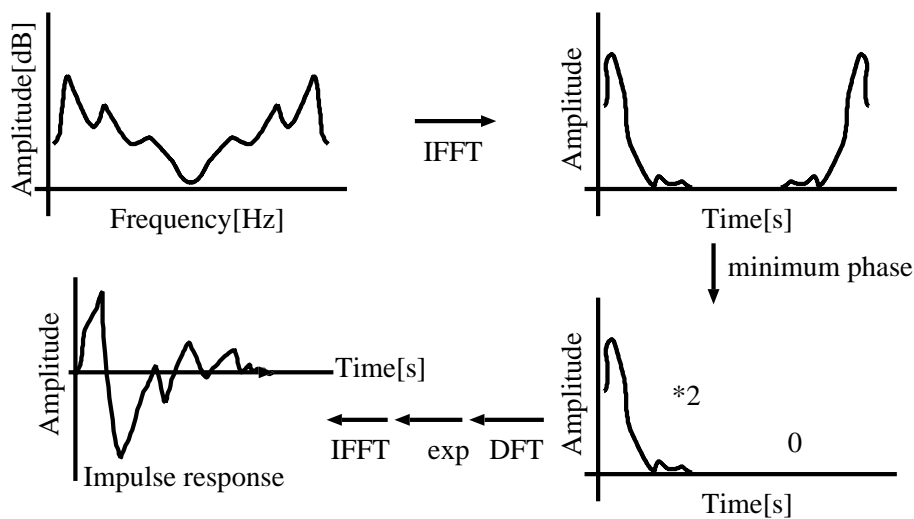 Amplitude[dB]
Frequency[Hz]
IFFT
Amplitude
Time[s]
minimum phase
Amplitude
*2
0
Time[s]
DFT
exp
IFFT
Amplitude
Time[s]
Impulse response